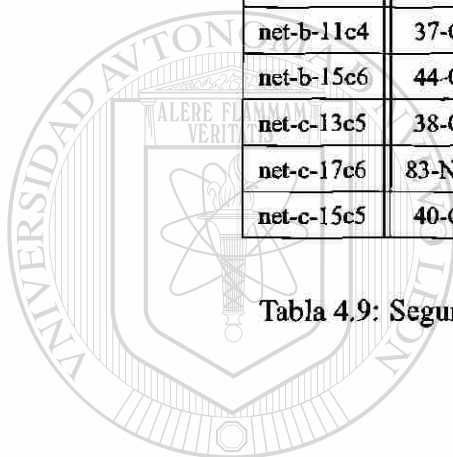 net-b-11c4 37-
net-b-15c6 44-
net-c-13c5 38-
net-c-17c6 83-N
net-c-15c5 40-
Tabla 4.9: Segu
ALERE FLAMMAM
VERITATIS